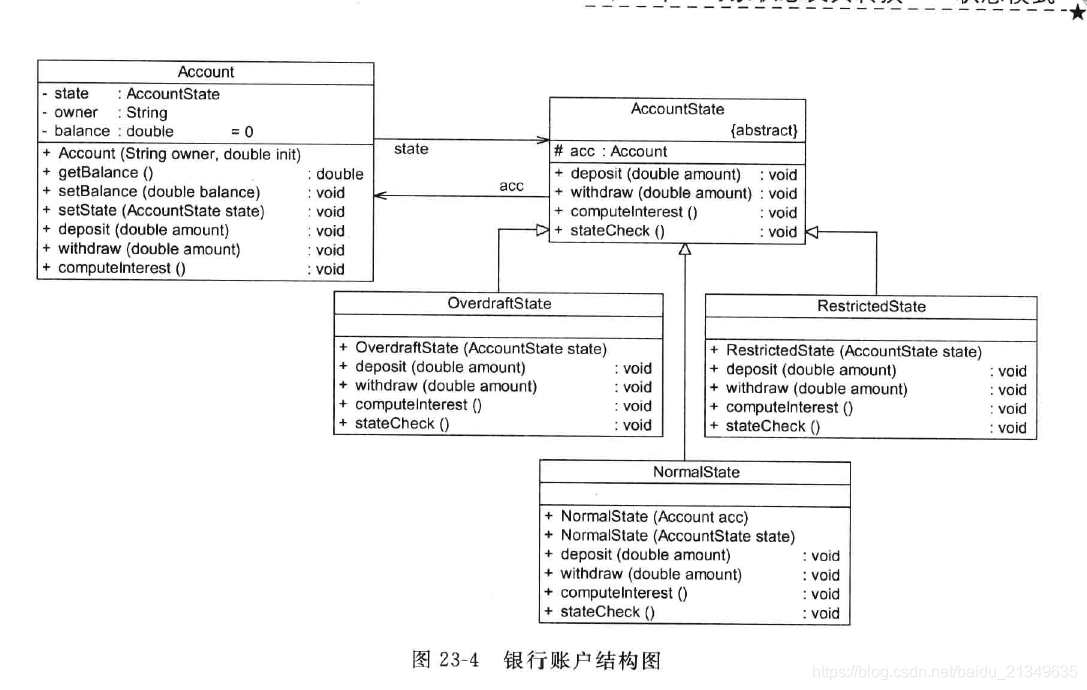 Account
- state : AccountState
- owner : String
- balance : double = 0
+ Account (String owner, double init)
+ getBalance () : double
+ setBalance (double balance) : void
+ setState (AccountState state) : void
+ deposit (double amount) : void
+ withdraw (double amount) : void
+ computeInterest () : void
state
acc
AccountState
{abstract}
# acc : Account
+ deposit (double amount) : void
+ withdraw (double amount) : void
+ computeInterest () : void
+ stateCheck () : void
OverdraftState
+ OverdraftState (AccountState state)
+ deposit (double amount) : void
+ withdraw (double amount) : void
+ computeInterest () : void
+ stateCheck () : void
RestrictedState
+ RestrictedState (AccountState state)
+ deposit (double amount) : void
+ withdraw (double amount) : void
+ computeInterest () : void
+ stateCheck () : void
NormalState
+ NormalState (Account acc)
+ NormalState (AccountState state)
+ deposit (double amount) : void
+ withdraw (double amount) : void
+ computeInterest () : void
+ stateCheck () : void
图 23-4 银行账户结构图
https://blog.csdn.net/baidu_21349635